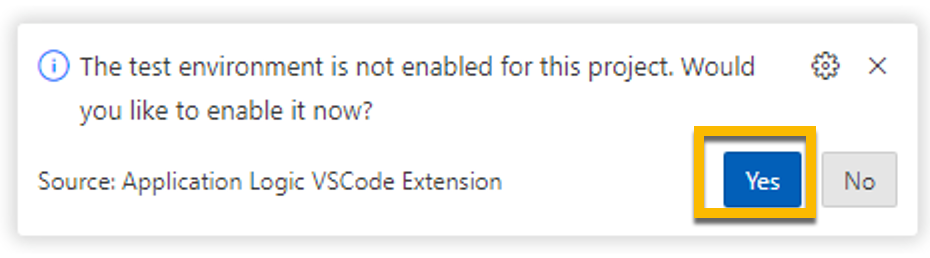 The test environment is not enabled for this project. Would
you like to enable it now?
Source: Application Logic VSCode Extension
Yes
No